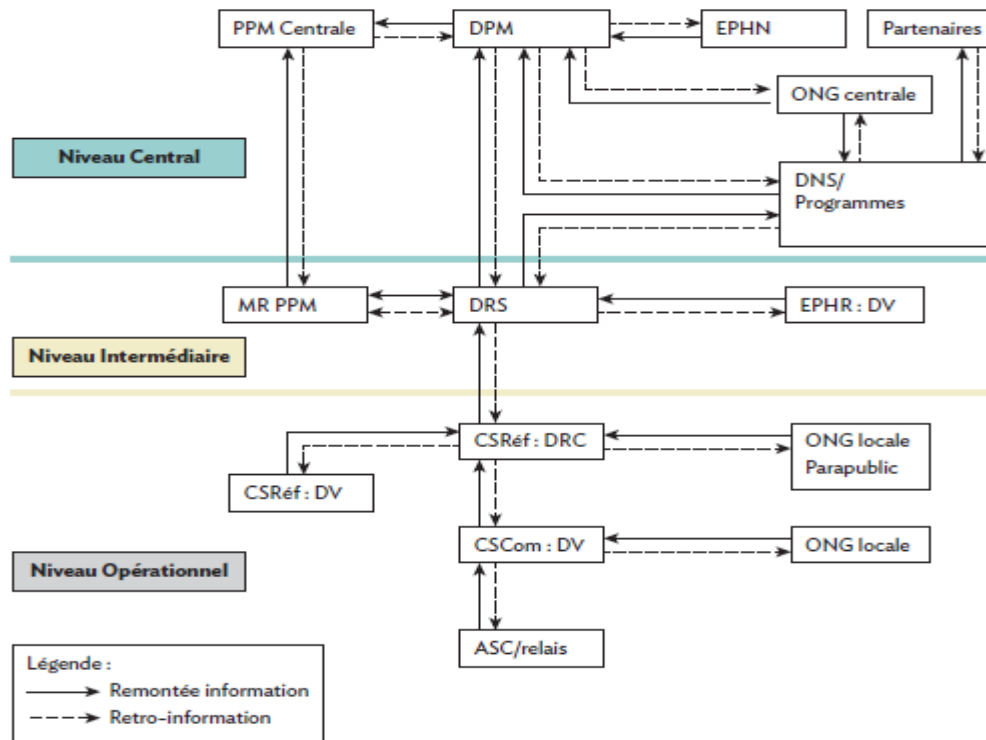 PPM Centrale
DPM
EPHN
Partenaires
ONG centrale
Niveau Central
DNS/
Programmes
MR PPM
DRS
EPHR : DV
Niveau Intermédiaire
CSRéf : DRC
ONG locale
Parapublic
CSRéf : DV
CSCom : DV
ONG locale
Niveau Opérationnel
ASC/relais
Légende :
Remontée information
Retro-information